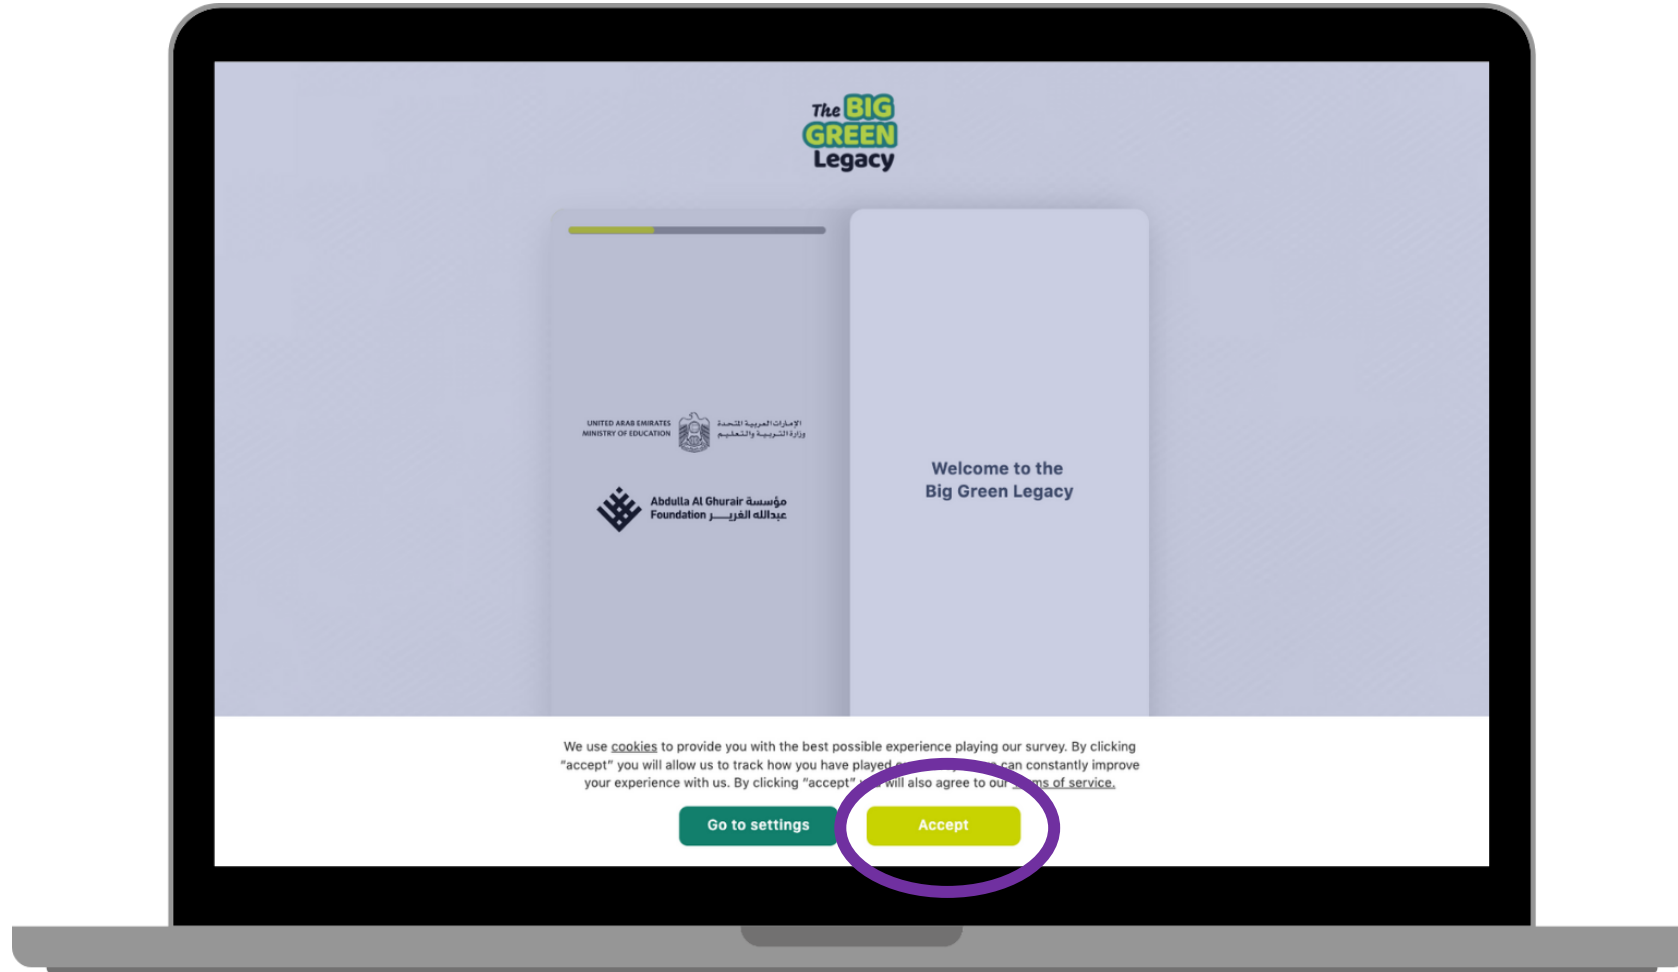 The BIG
GREEN
Legacy
UNITED ARAB EMIRATES
MINISTRY OF EDUCATION
الإمارات العربية المتحدة
وزارة التربية والتعليم
Abdulla Al Ghurair
Foundation
مؤسسة
عبدالله الغرير
Welcome to the
Big Green Legacy
We use cookies to provide you with the best possible experience playing our survey. By clicking
"accept" you will allow us to track how you have played can constantly improve
your experience with us. By clicking "accept" will also agree to our of service.
Go to settings
Accept